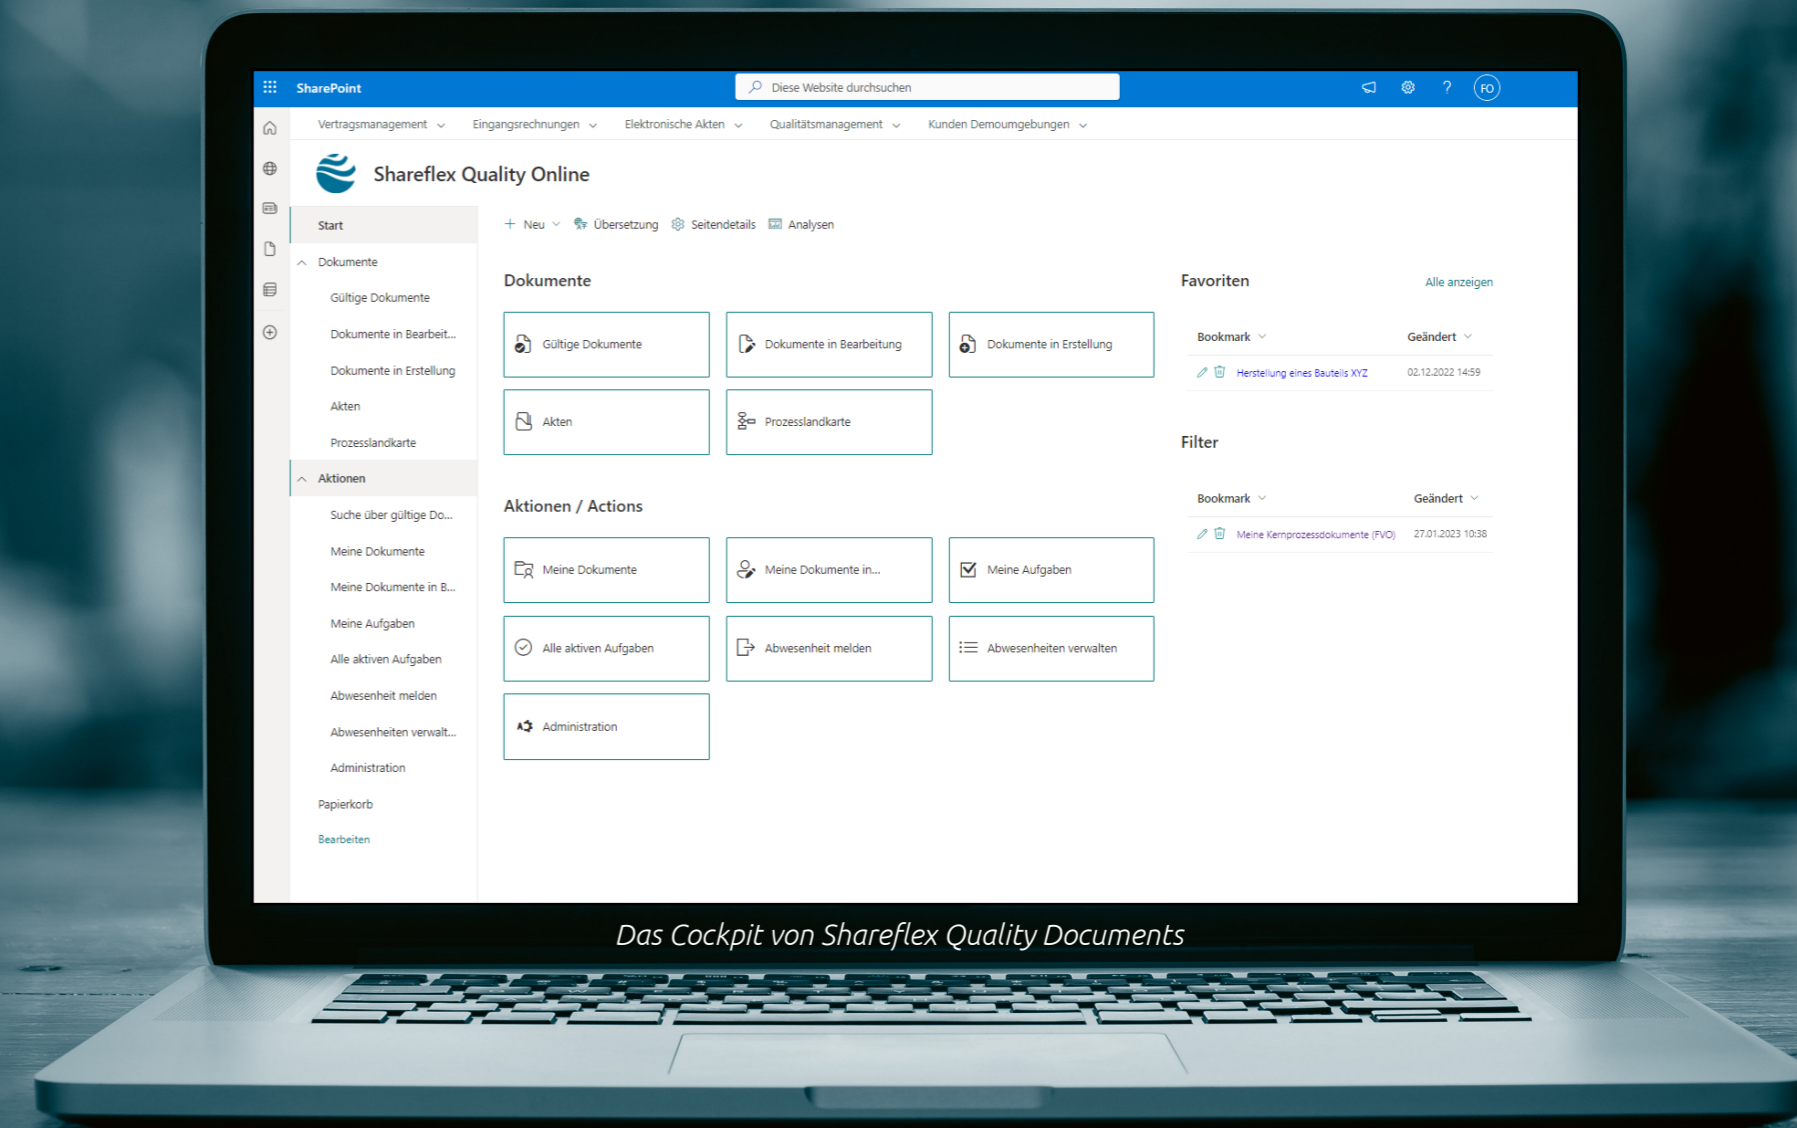 SharePoint
Diese Website durchsuchen
?
FO
Vertragsmanagement
Eingangsrechnungen
Elektronische Akten
Qualitätsmanagement
Kunden Demoumgebungen
Shareflex Quality Online
Start
Dokumente
Gültige Dokumente
Dokumente in Bearbeit...
Dokumente in Erstellung
Akten
Prozesslandkarte
Aktionen
Suche über gültige Do...
Meine Dokumente
Meine Dokumente in B...
Meine Aufgaben
Alle aktiven Aufgaben
Abwesenheit melden
Abwesenheiten verwalt...
Administration
Papierkorb
Bearbeiten
Neu
Übersetzung
Seitendetails
Analysen
Dokumente
Gültige Dokumente
Dokumente in Bearbeitung
Dokumente in Erstellung
Akten
Prozesslandkarte
Aktionen / Actions
Meine Dokumente
Meine Dokumente in...
Meine Aufgaben
Alle aktiven Aufgaben
Abwesenheit melden
Abwesenheiten verwalten
Administration
Favoriten
Alle anzeigen
Bookmark
Geändert
Herstellung eines Bauteils XYZ
02.12.2022 14:59
Filter
Bookmark
Geändert
Meine Kernprozessdokumente (FVO)
27.01.2023 10:38
Das Cockpit von Shareflex Quality Documents